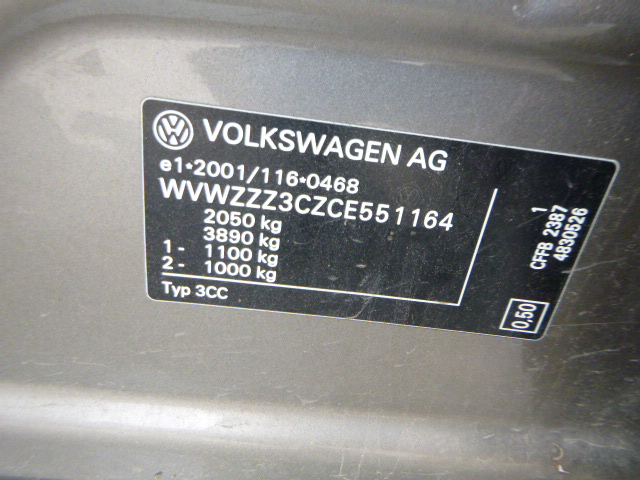 VOLKSWAGEN AG
e1*2001/116*0468
WVWZZZ3CZCE551164
2050 kg
3890 kg
1 - 1100 kg
2 - 1000 kg
Typ 3CC
1
CFFB 2387
4830526
0,50